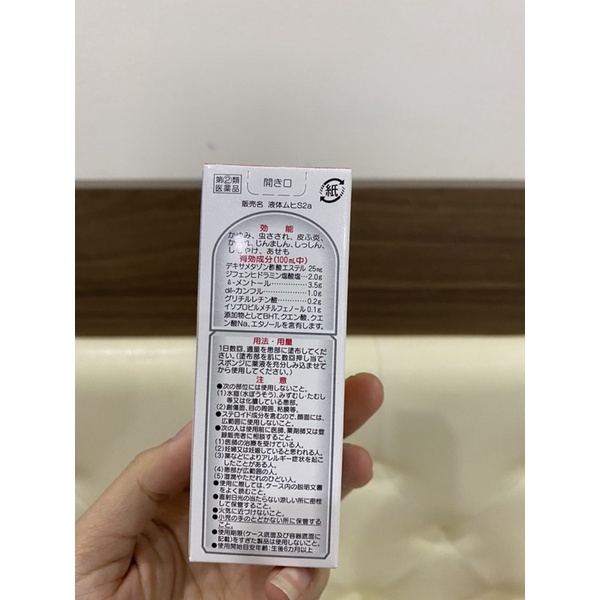 指②類
医薬品
開き口
紙
販売名 液体ムヒS2a
効能
かゆみ、虫さされ、皮ふ炎、
かぶれ、じんましん、しっしん、
しもやけ、あせも
有効成分(100mL中)
デキサメタゾン酢酸エステル 25mg
ジフェンヒドラミン塩酸塩…2.0g
ℓ-メントール…………3.5g
dℓ-カンフル…………1.0g
グリチルレチン酸…………0.2g
イソプロピルメチルフェノール 0.1g
添加物としてBHT、クエン酸、クエ
ン酸Na、エタノールを含有します。
用法・用量
1日数回、適量を患部に塗布してくだ
さい。(塗布部を肌に数回押し当て、
スポンジに薬液を充分しみ込ませて
から使用してください。)
注意
●次の部位には使用しないこと。
(1)水痘(水ぼうそう)、みずむし・たむし
等又は化膿している患部。
(2)創傷面、目の周囲、粘膜等。
●ステロイド成分を含むので、顔面には、
広範囲に使用しないこと。
●次の人は使用前に医師、薬剤師又は登
録販売者に相談すること。
(1)医師の治療を受けている人。
(2)妊婦又は妊娠していると思われる人。
(3)薬などによりアレルギー症状を起こ
したことがある人。
(4)患部が広範囲の人。
(5)湿潤やただれのひどい人。
●使用に際しては、ケース内の説明文書
をよく読むこと。
●直射日光の当たらない涼しい所に密栓
して保管すること。
●火気に近づけないこと。
●小児の手のとどかない所に保管する
こと。
●使用期限(ケース底面及び容器底面に
記載)をすぎた製品は使用しないこと。
●使用開始目安年齢:生後6カ月以上